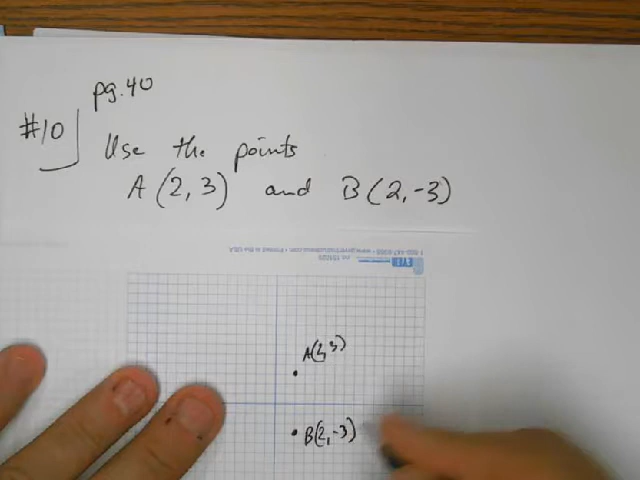 pg. 40
#10
Use the points
A (2, 3) and B (2, -3)
A(2, 3)
B(2, -3)